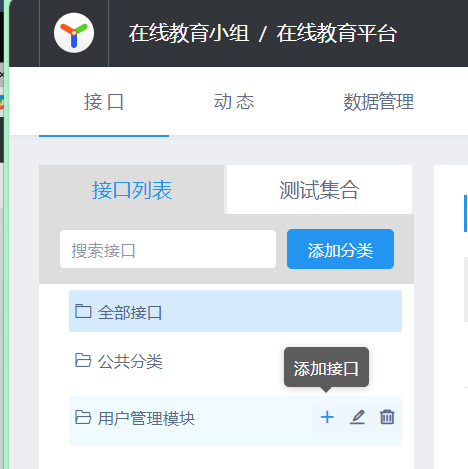 在线教育小组 / 在线教育平台
接 口 动 态 数据管理
接口列表 测试集合
搜索接口 添加分类
全部接口
公共分类
添加接口
用户管理模块